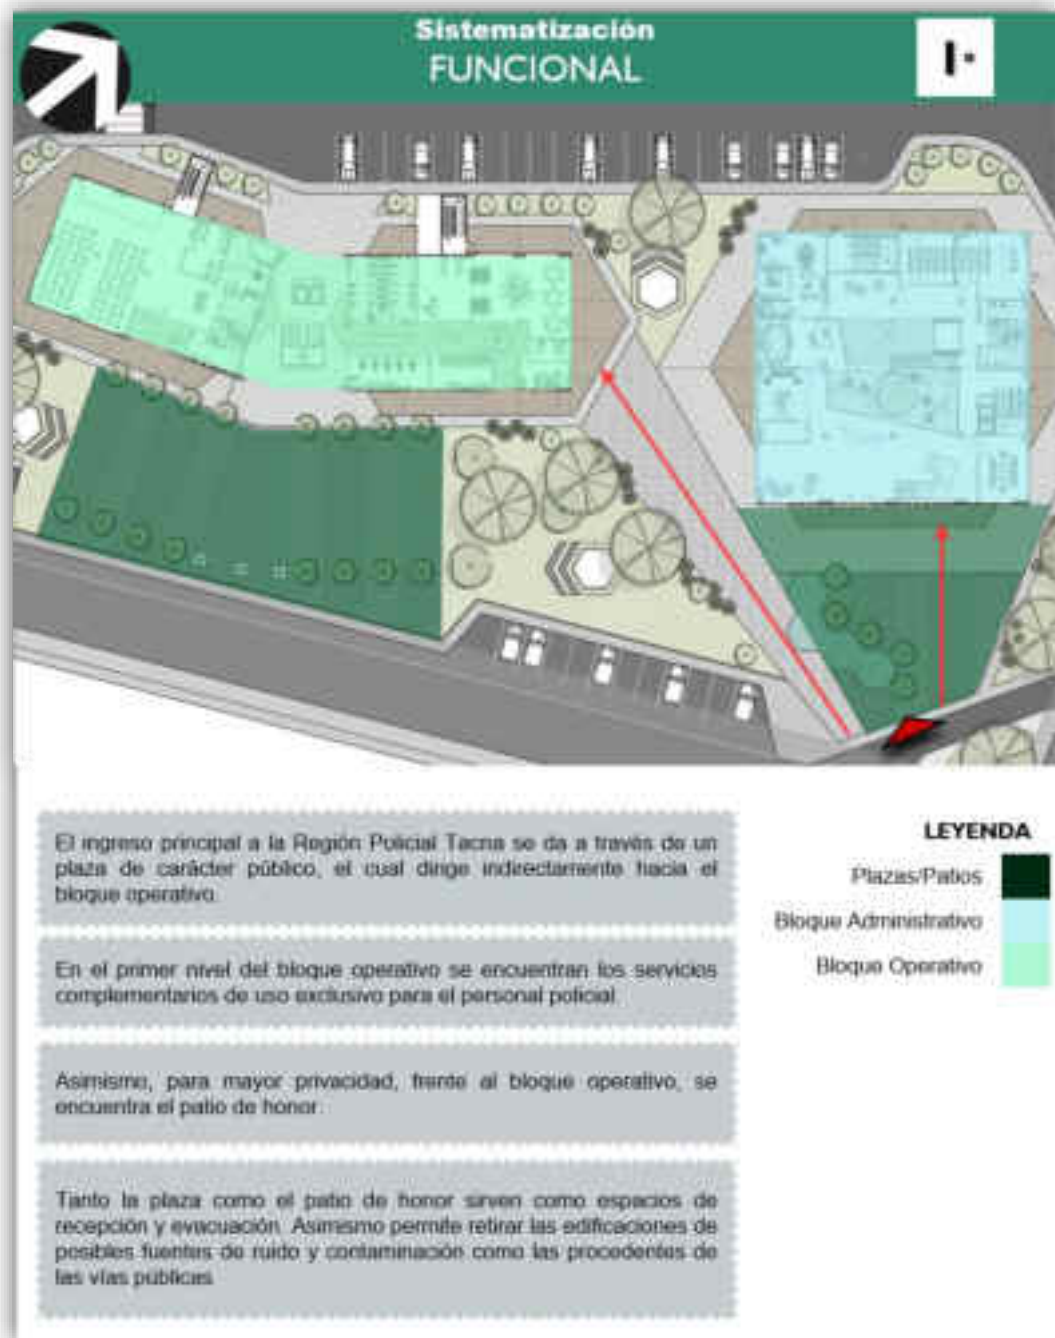 Sistematización
FUNCIONAL
El ingreso principal a la Región Policial Tacna se da a través de un
plaza de carácter público, el cual dirige indirectamente hacia el
bloque operativo.
En el primer nivel del bloque operativo se encuentran los servicios
complementarios de uso exclusivo para el personal policial.
Asimismo, para mayor privacidad, frente al bloque operativo, se
encuentra el patio de honor.
Tanto la plaza como el patio de honor sirven como espacios de
recepción y evacuación. Asimismo permite retirar las edificaciones de
posibles fuentes de ruido y contaminación como las procedentes de
las vías públicas
LEYENDA
Plazas/Patios
Bloque Administrativo
Bloque Operativo